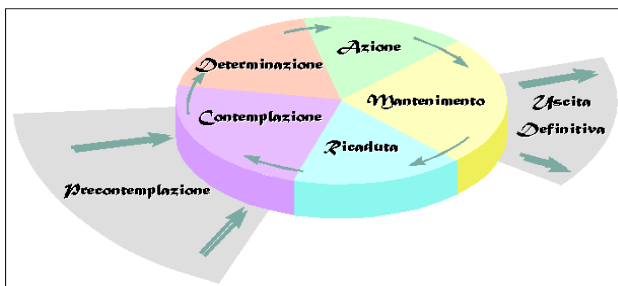 Azione
Determinazione
Mantenimento
Uscita
Definitiva
Contemplazione
Ricaduta
Precontemplazione